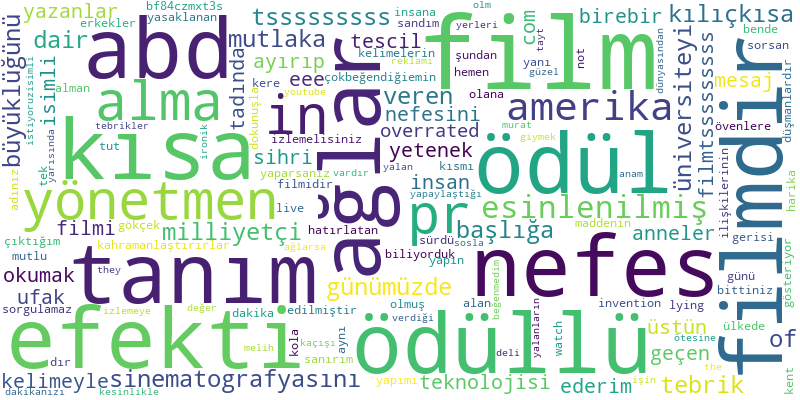 bf84czmxt3s
yazanlar
erkekler
yasaklanan
dair
büyüklüğünü
isimli
istiyoruz
isimli
abd
alma
kısa
tadında
tsssssssss
mutlaka
ayırıp
eee
kere
tescil
insana
sandım
kelimelerin
çokbeğendiğiemin
film
birebir
com
olm
yerleri
reklamı
şundan
hemen
yanı
tayt
güzel
not
kılıçkısa
bende
sorsan
dünyasından
mesaj
düşmanlardır
üniversiteyi
filmtsssssssss
amerika
veren
nefesini
overrated
yetenek
olana
youtube
in
ağlar
dokunuşla
ironik
izlemelisiniz
yaparsanız
sihri
tebrikler
alman
yarısında
tek
tut
adınız
yönetmen
filmi
milliyetçi
gökçek
live
filmidir
vardır
yalan
kısmı
yapaylaştığı
murat
giymek
anam
övenlere
harika
ödül
filmdir
pr
insan
esinlenilmiş
başlığa
anneler
ilişkilerinin
maddenin
gerisi
hatırlatan
çıktığım
kahramanlaştırırlar
ağlarsa
mutlu
they
okumak
ufak
tanım
günümüzde
biliyorduk
sürdü
sosla
yapin
begenmedim
nefes
günü
bittiniz
gösteriyor
sorgulamaz
izlemeye
değer
dakika
edilmiştir
olmuş
alan
verdiği
invention
lying
ülkede
ötesine
efekti
ödüllü
kola
kaçışı
sanırım
aynı
watch
deli
yalanların
üstün
geçen
of
dır
melih
yapımı
the
işin
kelimeyle
sinematografyasını
teknolojisi
ederim
tebrik
dakikanızı
kesinlikle
kent